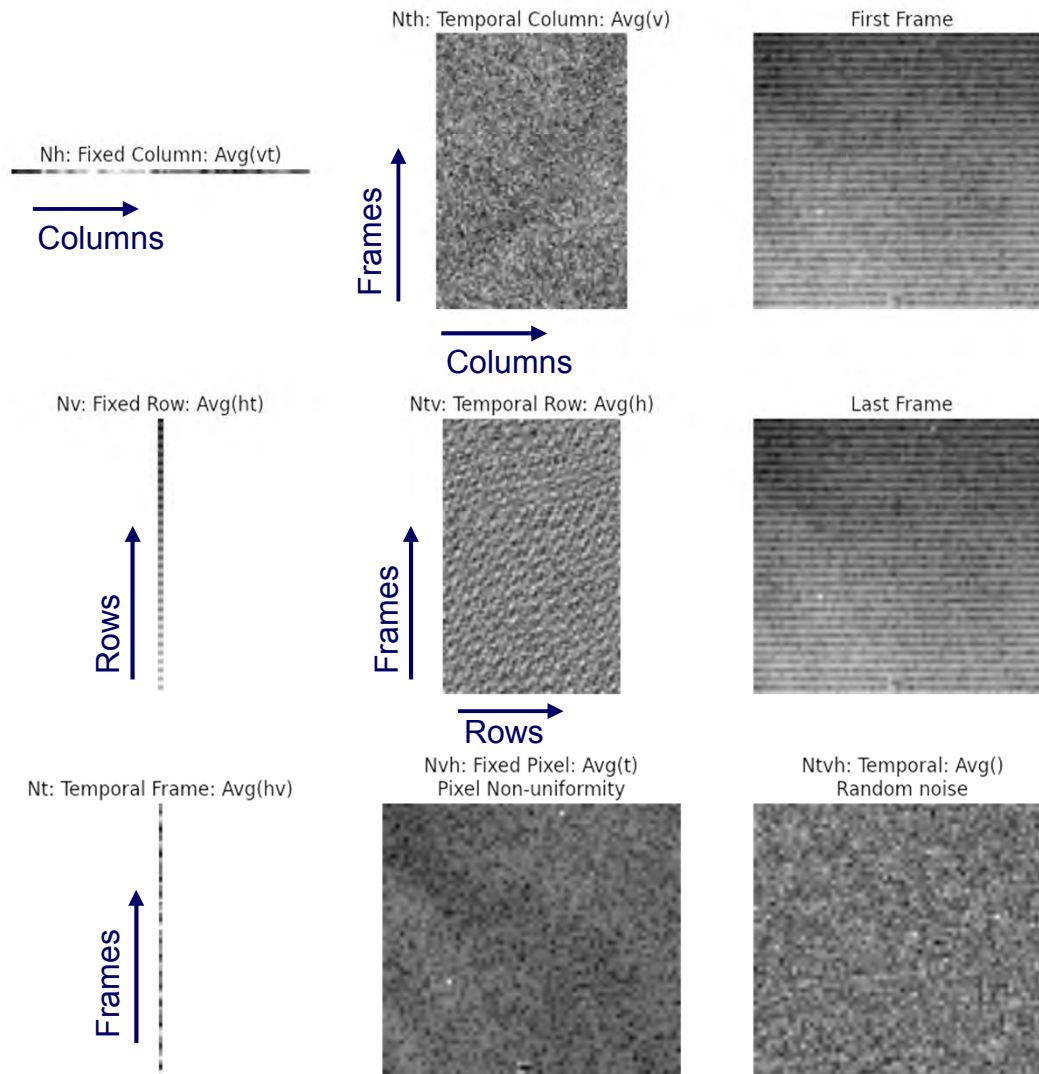 Nth: Temporal Column: Avg(v)
First Frame
Nh: Fixed Column: Avg(vt)
Columns
Frames
Columns
Nv: Fixed Row: Avg(ht)
Ntv: Temporal Row: Avg(h)
Last Frame
Rows
Frames
Rows
Nt: Temporal Frame: Avg(hv)
Nvh: Fixed Pixel: Avg(t)
Pixel Non-uniformity
Ntvh: Temporal: Avg()
Random noise
Frames